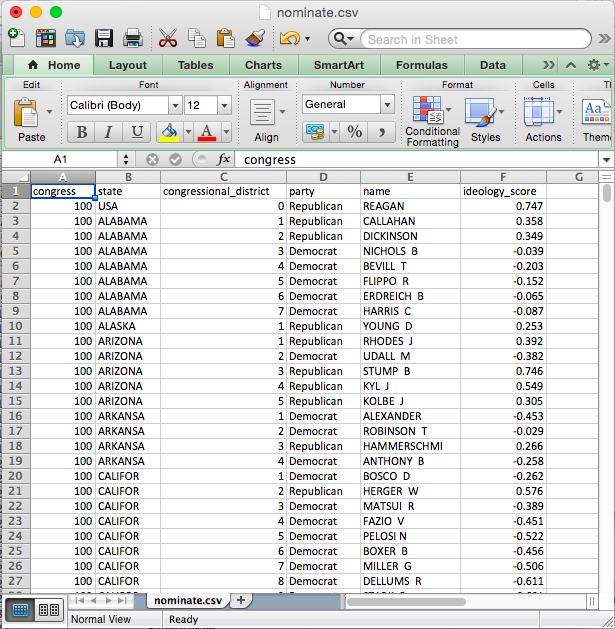 nominate.csv
Search in Sheet
Home Layout Tables Charts SmartArt Formulas Data
Edit Font Alignment Number Format Cells
Calibri (Body) 12 General
Paste B I U A Align % Conditional Formatting Styles Actions Aa Theme
A1 fx congress
A B C D E F G
1 congress state congressional_district party name ideology_score
2 100 USA 0 Republican REAGAN 0.747
3 100 ALABAMA 1 Republican CALLAHAN 0.358
4 100 ALABAMA 2 Republican DICKINSON 0.349
5 100 ALABAMA 3 Democrat NICHOLS B -0.039
6 100 ALABAMA 4 Democrat BEVILL T -0.203
7 100 ALABAMA 5 Democrat FLIPPO R -0.152
8 100 ALABAMA 6 Democrat ERDREICH B -0.065
9 100 ALABAMA 7 Democrat HARRIS C -0.087
10 100 ALASKA 1 Republican YOUNG D 0.253
11 100 ARIZONA 1 Republican RHODES J 0.392
12 100 ARIZONA 2 Democrat UDALL M -0.382
13 100 ARIZONA 3 Republican STUMP B 0.746
14 100 ARIZONA 4 Republican KYL J 0.549
15 100 ARIZONA 5 Republican KOLBE J 0.305
16 100 ARKANSA 1 Democrat ALEXANDER -0.453
17 100 ARKANSA 2 Democrat ROBINSON T -0.029
18 100 ARKANSA 3 Republican HAMMERSCHMI 0.266
19 100 ARKANSA 4 Democrat ANTHONY B -0.258
20 100 CALIFOR 1 Democrat BOSCO D -0.262
21 100 CALIFOR 2 Republican HERGER W 0.576
22 100 CALIFOR 3 Democrat MATSUI R -0.389
23 100 CALIFOR 4 Democrat FAZIO V -0.451
24 100 CALIFOR 5 Democrat PELOSI N -0.522
25 100 CALIFOR 6 Democrat BOXER B -0.456
26 100 CALIFOR 7 Democrat MILLER G -0.506
27 100 CALIFOR 8 Democrat DELLUMS R -0.611
nominate.csv
Normal View Ready